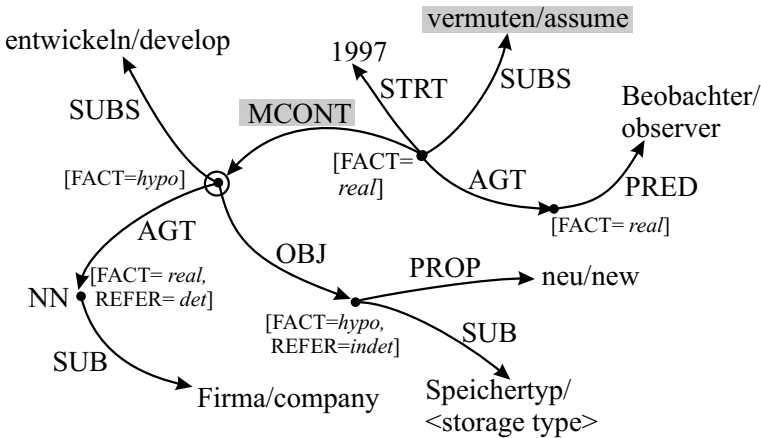 vermuten/assume
entwickeln/develop
1997
STRT
SUBS
SUBS
MCONT
Beobachter/
observer
[FACT=
real]
AGT
PRED
[FACT=hypo]
[FACT= real]
AGT
OBJ
PROP
neu/new
NN
[FACT= real,
REFER= det]
[FACT=hypo,
REFER=indet]
SUB
SUB
Firma/company
Speichertyp/
<storage type>